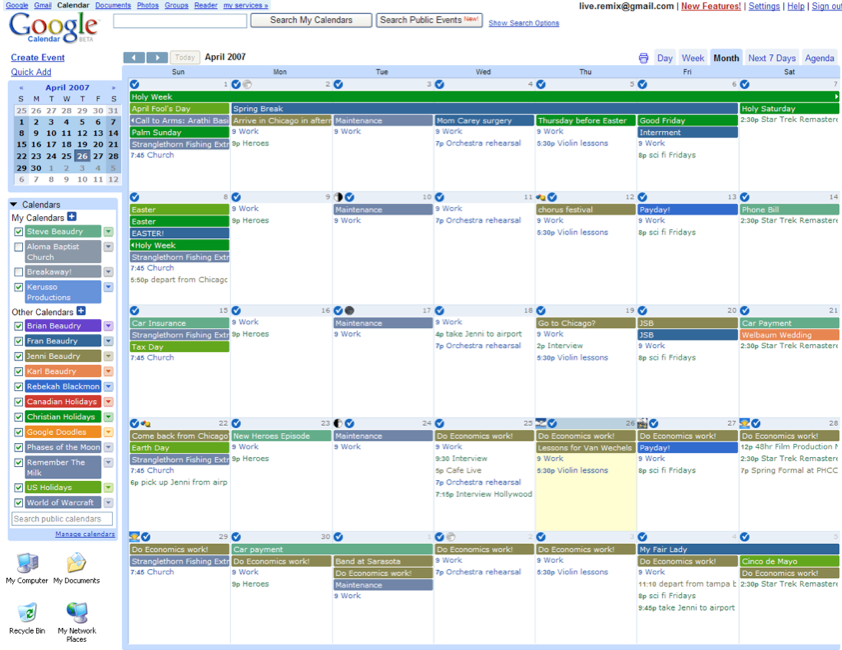 Google Gmail Calendar Documents Photos Groups Reader my services »
live.remix@gmail.com | New Features! | Settings | Help | Sign out
Google
Calendar BETA
Search My Calendars
Search Public Events New!
Show Search Options
Create Event
Quick Add
Today
April 2007
Day Week Month Next 7 Days Agenda
« April 2007 »
S M T W T F S
25 26 27 28 29 30 31
1 2 3 4 5 6 7
8 9 10 11 12 13 14
15 16 17 18 19 20 21
22 23 24 25 26 27 28
29 30 1 2 3 4 5
6 7 8 9 10 11 12
Calendars
My Calendars
Steve Beaudry
Aloma Baptist
Church
Breakaway!
Kerusso
Productions
Other Calendars
Brian Beaudry
Fran Beaudry
Jenni Beaudry
Karl Beaudry
Rebekah Blackmon
Canadian Holidays
Christian Holidays
Google Doodles
Phases of the Moon
Remember The
Milk
US Holidays
World of Warcraft
Search public calendars
Manage calendars
My Computer
My Documents
Recycle Bin
My Network
Places
Sun Mon Tue Wed Thu Fri Sat
1 2 3 4 5 6 7
Holy Week
April Fool's Day
Spring Break
Holy Saturday
Call to Arms: Arathi Basi
Arrive in Chicago in aftern
Maintenance
Mom Carey surgery
Thursday before Easter
Good Friday
2:30p Star Trek Remastere
Palm Sunday
9 Work
9 Work
9 Work
9 Work
Interrment
Stranglethorn Fishing Extr
9p Heroes
7p Orchestra rehearsal
5:30p Violin lessons
9 Work
7:45 Church
8p sci fi Fridays
8 9 10 11 12 13 14
Easter
9 Work
Maintenance
9 Work
chorus festival
Payday!
Phone Bill
Easter
9p Heroes
9 Work
7p Orchestra rehearsal
9 Work
9 Work
2:30p Star Trek Remastere
EASTER!
5:30p Violin lessons
8p sci fi Fridays
Holy Week
Stranglethorn Fishing Extr
7:45 Church
5:50p depart from Chicago
15 16 17 18 19 20 21
Car Insurance
9 Work
Maintenance
9 Work
Go to Chicago?
JSB
Car Payment
Stranglethorn Fishing Extr
9p Heroes
9 Work
4p take Jenni to airport
9 Work
JSB
Welbaum Wedding
Tax Day
7p Orchestra rehearsal
2p Interview
9 Work
2:30p Star Trek Remastere
7:45 Church
5:30p Violin lessons
8p sci fi Fridays
22 23 24 25 26 27 28
Come back from Chicago
New Heroes Episode
Maintenance
Do Economics work!
Do Economics work!
Do Economics work!
Do Economics work!
Earth Day
9 Work
9 Work
9 Work
Lessons for Van Wechels
Payday!
12p 48hr Film Production M
Stranglethorn Fishing Extr
9p Heroes
9:30 Interview
9 Work
9 Work
2:30p Star Trek Remastere
7:45 Church
5p Cafe Live
5:30p Violin lessons
8p sci fi Fridays
7p Spring Formal at PHCC
6p pick up Jenni from airp
7p Orchestra rehearsal
7:15p Interview Hollywood
29 30 1 2 3 4 5
Do Economics work!
Car payment
Do Economics work!
Do Economics work!
My Fair Lady
Stranglethorn Fishing Extr
Do Economics work!
Band at Sarasota
9 Work
9 Work
Do Economics work!
Cinco de Mayo
7:45 Church
9 Work
Do Economics work!
7p Orchestra rehearsal
5:30p Violin lessons
9 Work
Do Economics work!
9p Heroes
Maintenance
11:10 depart from tampa b
2:30p Star Trek Remastere
9 Work
8p sci fi Fridays
9:45p take Jenni to airport